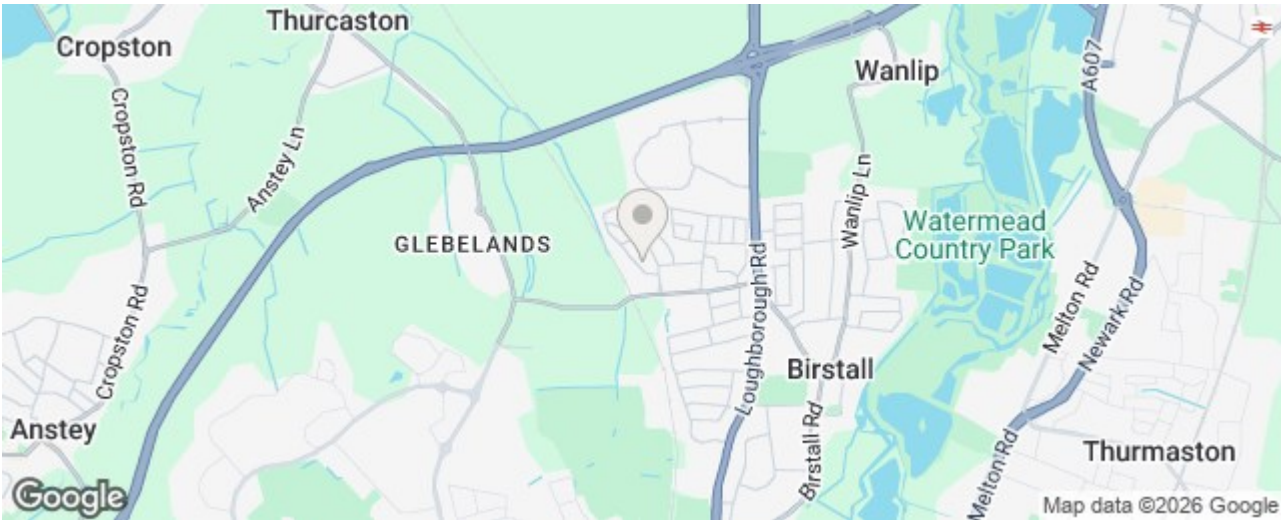 Thurcaston
Cropston
Wanlip
A607
Cropston Rd
Anstey Ln
Wanlip Ln
GLEBELANDS
Watermead
Country Park
Loughborough Rd
Melton Rd
Newark Rd
Cropston Rd
Birstall
Birstall Rd
Anstey
Melton Rd
Thurmaston
Google
Map data ©2026 Google